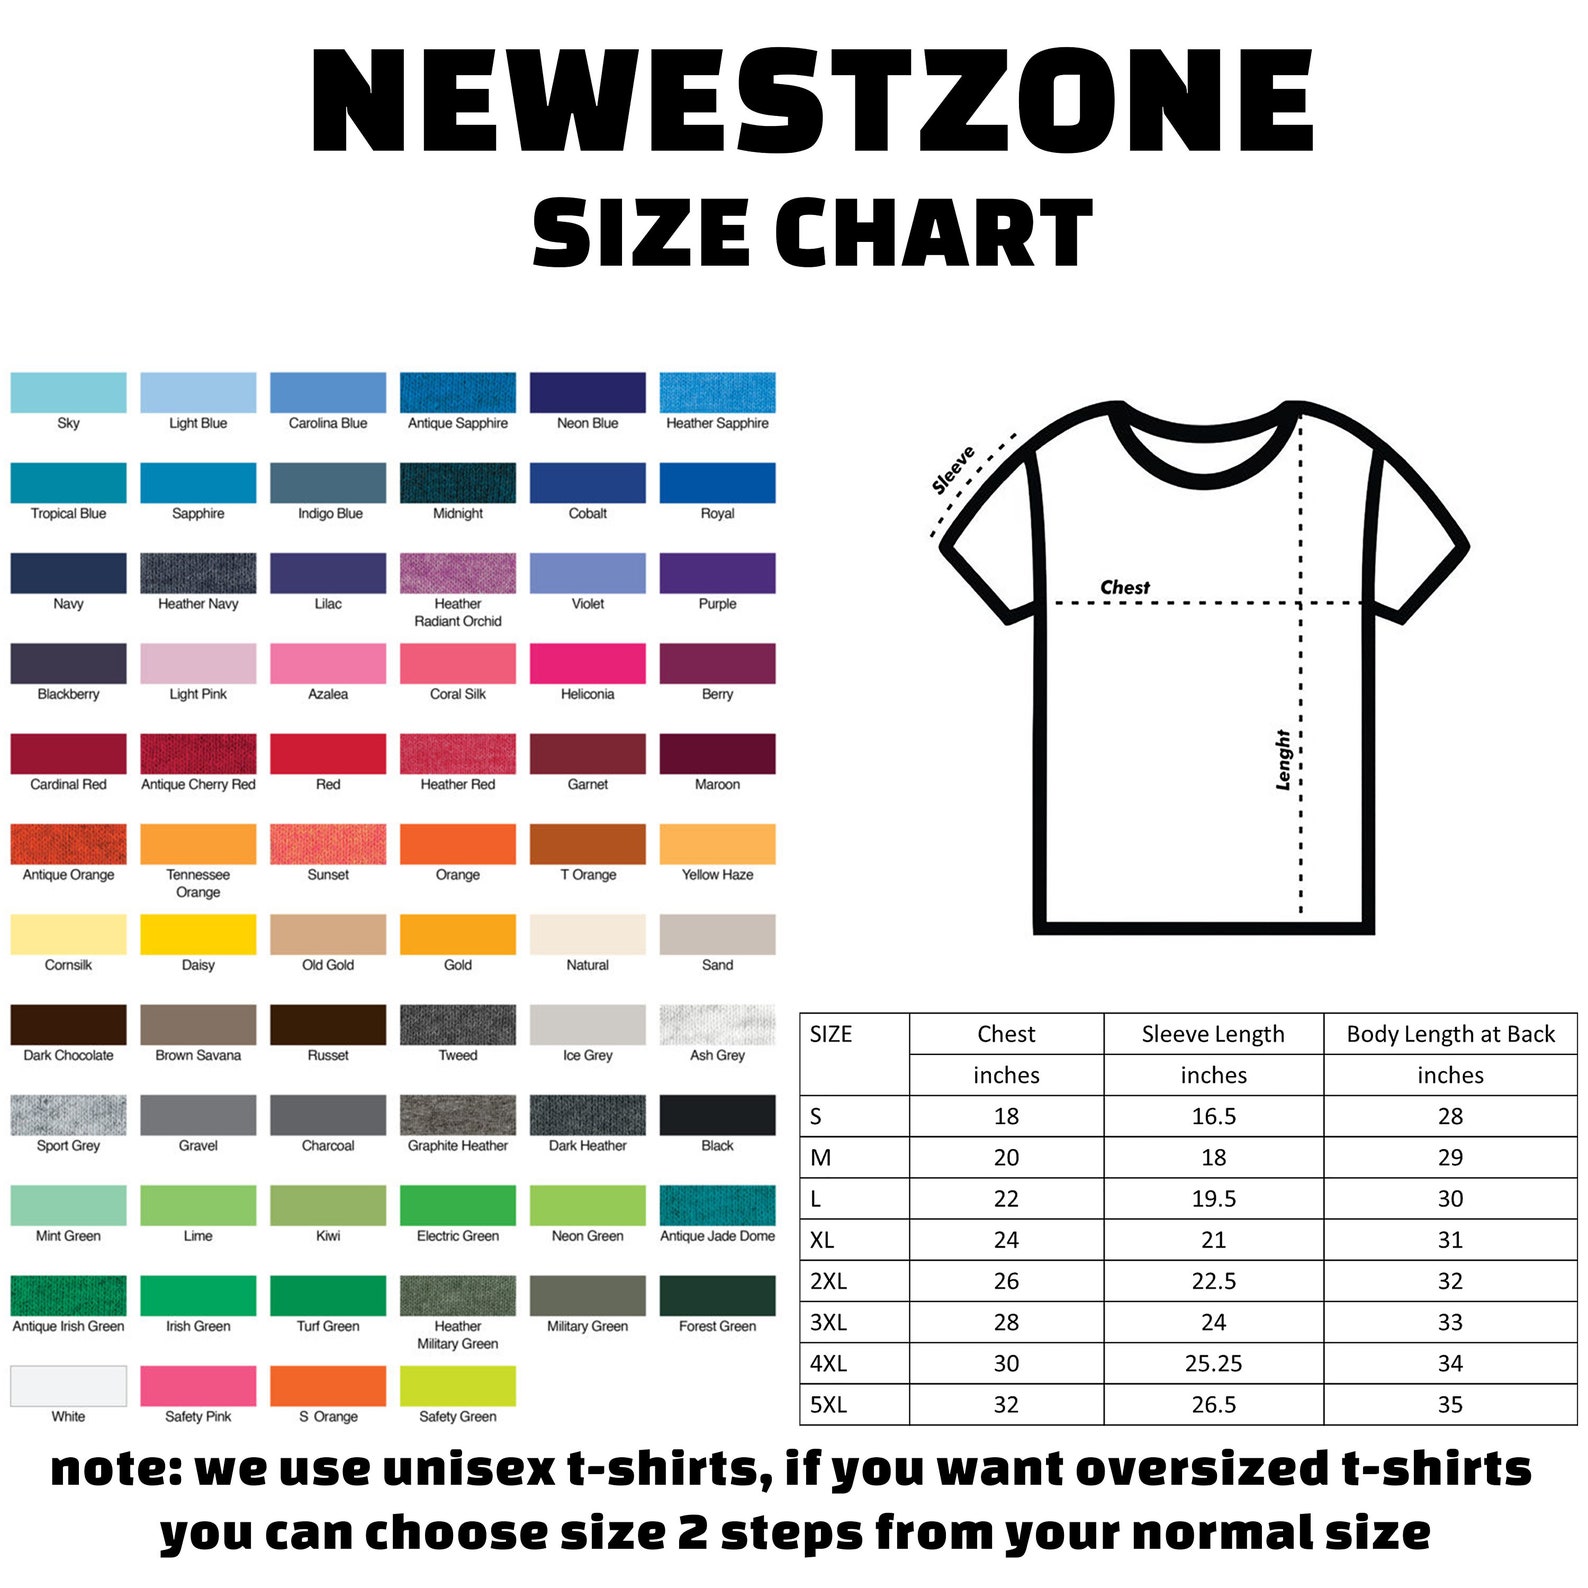 NEWESTZONE
SIZE CHART
Sky Light Blue Carolina Blue Antique Sapphire Neon Blue Heather Sapphire
Tropical Blue Sapphire Indigo Blue Midnight Cobalt Royal
Navy Heather Navy Lilac Heather Violet Purple
Radiant Orchid
Blackberry Light Pink Azalea Coral Silk Heliconia Berry
Cardinal Red Antique Cherry Red Red Heather Red Garnet Maroon
Antique Orange Tennessee Sunset Orange T Orange Yellow Haze
Orange
Cornsilk Daisy Old Gold Gold Natural Sand
Dark Chocolate Brown Savana Russet Tweed Ice Grey Ash Grey
Sport Grey Gravel Charcoal Graphite Heather Dark Heather Black
Mint Green Lime Kiwi Electric Green Neon Green Antique Jade Dome
Antique Irish Green Irish Green Turf Green Heather Military Green Forest Green
Military Green
White Safety Pink S Orange Safety Green
Sleeve
Chest
Lenght
SIZE Chest Sleeve Length Body Length at Back
inches inches inches
S 18 16.5 28
M 20 18 29
L 22 19.5 30
XL 24 21 31
2XL 26 22.5 32
3XL 28 24 33
4XL 30 25.25 34
5XL 32 26.5 35
note: we use unisex t-shirts, if you want oversized t-shirts
you can choose size 2 steps from your normal size